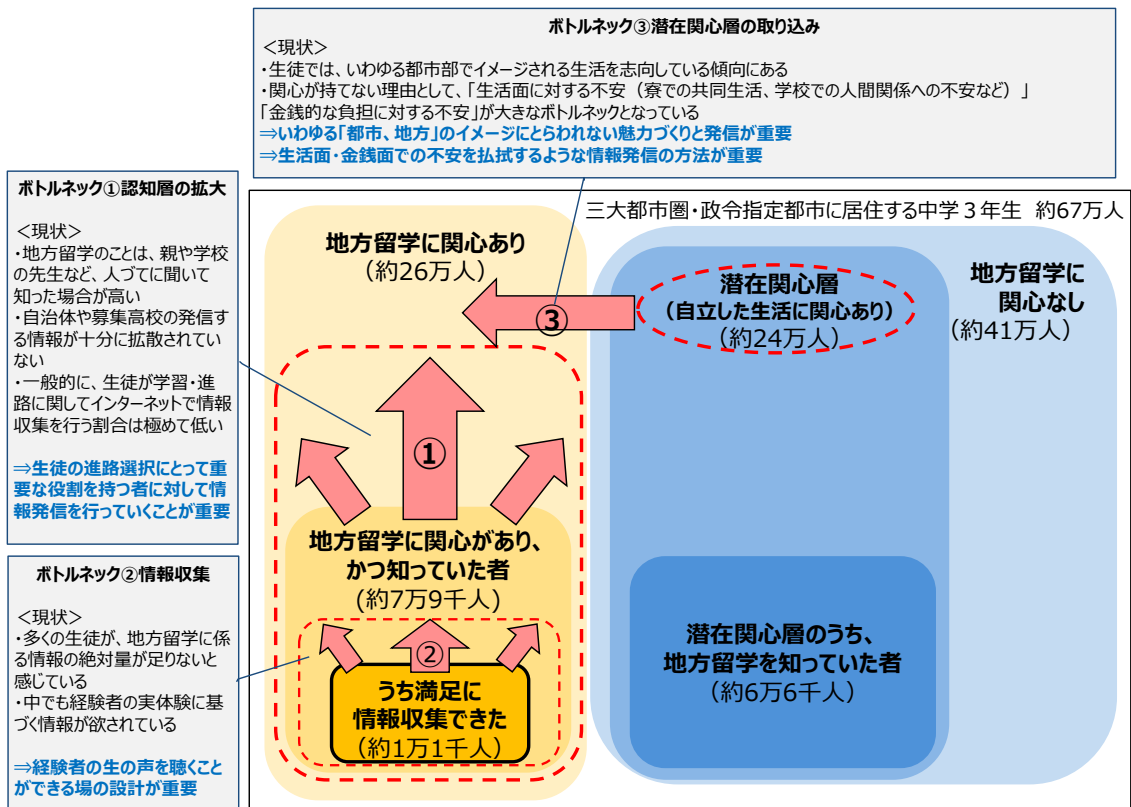 ボトルネック③潜在関心層の取り込み
＜現状＞
・生徒では、いわゆる都市部でイメージされる生活を志向している傾向にある
・関心が持てない理由として、「生活面に対する不安（寮での共同生活、学校での人間関係への不安など）」
「金銭的な負担に対する不安」が大きなボトルネックとなっている
⇒いわゆる「都市、地方」のイメージにとらわれない魅力づくりと発信が重要
⇒生活面・金銭面での不安を払拭するような情報発信の方法が重要
ボトルネック①認知層の拡大
＜現状＞
・地方留学のことは、親や学校
の先生など、人づてに聞いて
知った場合が高い
・自治体や募集高校の発信す
る情報が十分に拡散されてい
ない
・一般的に、生徒が学習・進
路に関してインターネットで情報
収集を行う割合は極めて低い
⇒生徒の進路選択にとって重
要な役割を持つ者に対して情
報発信を行っていくことが重要
ボトルネック②情報収集
＜現状＞
・多くの生徒が、地方留学に係
る情報の絶対量が足りないと
感じている
・中でも経験者の実体験に基
づく情報が欲されている
⇒経験者の生の声を聴くこと
ができる場の設計が重要
三大都市圏・政令指定都市に居住する中学３年生 約67万人
地方留学に関心あり
（約26万人）
③
①
地方留学に関心があり、
かつ知っていた者
(約7万9千人)
②
うち満足に
情報収集できた
（約1万1千人）
潜在関心層
（自立した生活に関心あり）
（約24万人）
地方留学に
関心なし
（約41万人）
潜在関心層のうち、
地方留学を知っていた者
（約6万6千人）